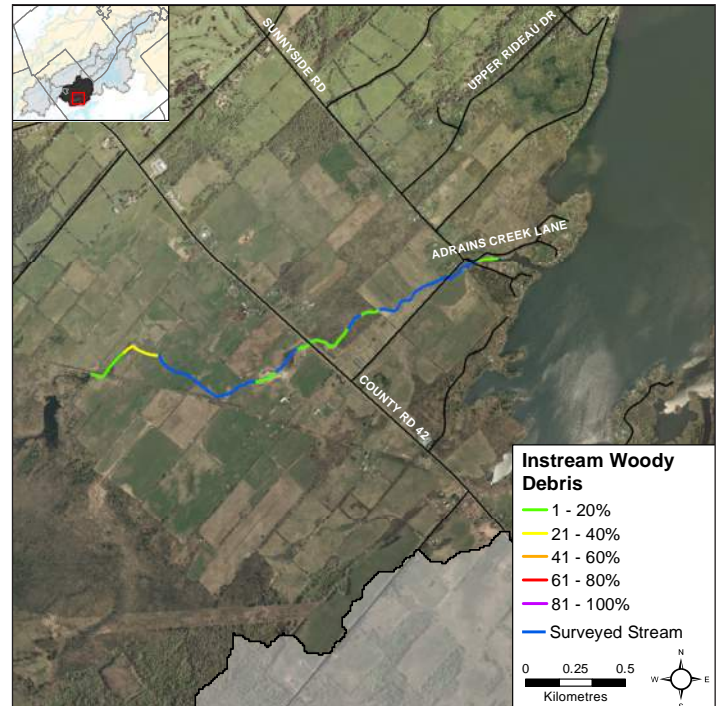 SUNNYSIDE RD
UPPER RIDEAU DR
ADRAINS CREEK LANE
COUNTY RD 42
Instream Woody
Debris
1 - 20%
21 - 40%
41 - 60%
61 - 80%
81 - 100%
Surveyed Stream
0 0.25 0.5
Kilometres
N
W E
S